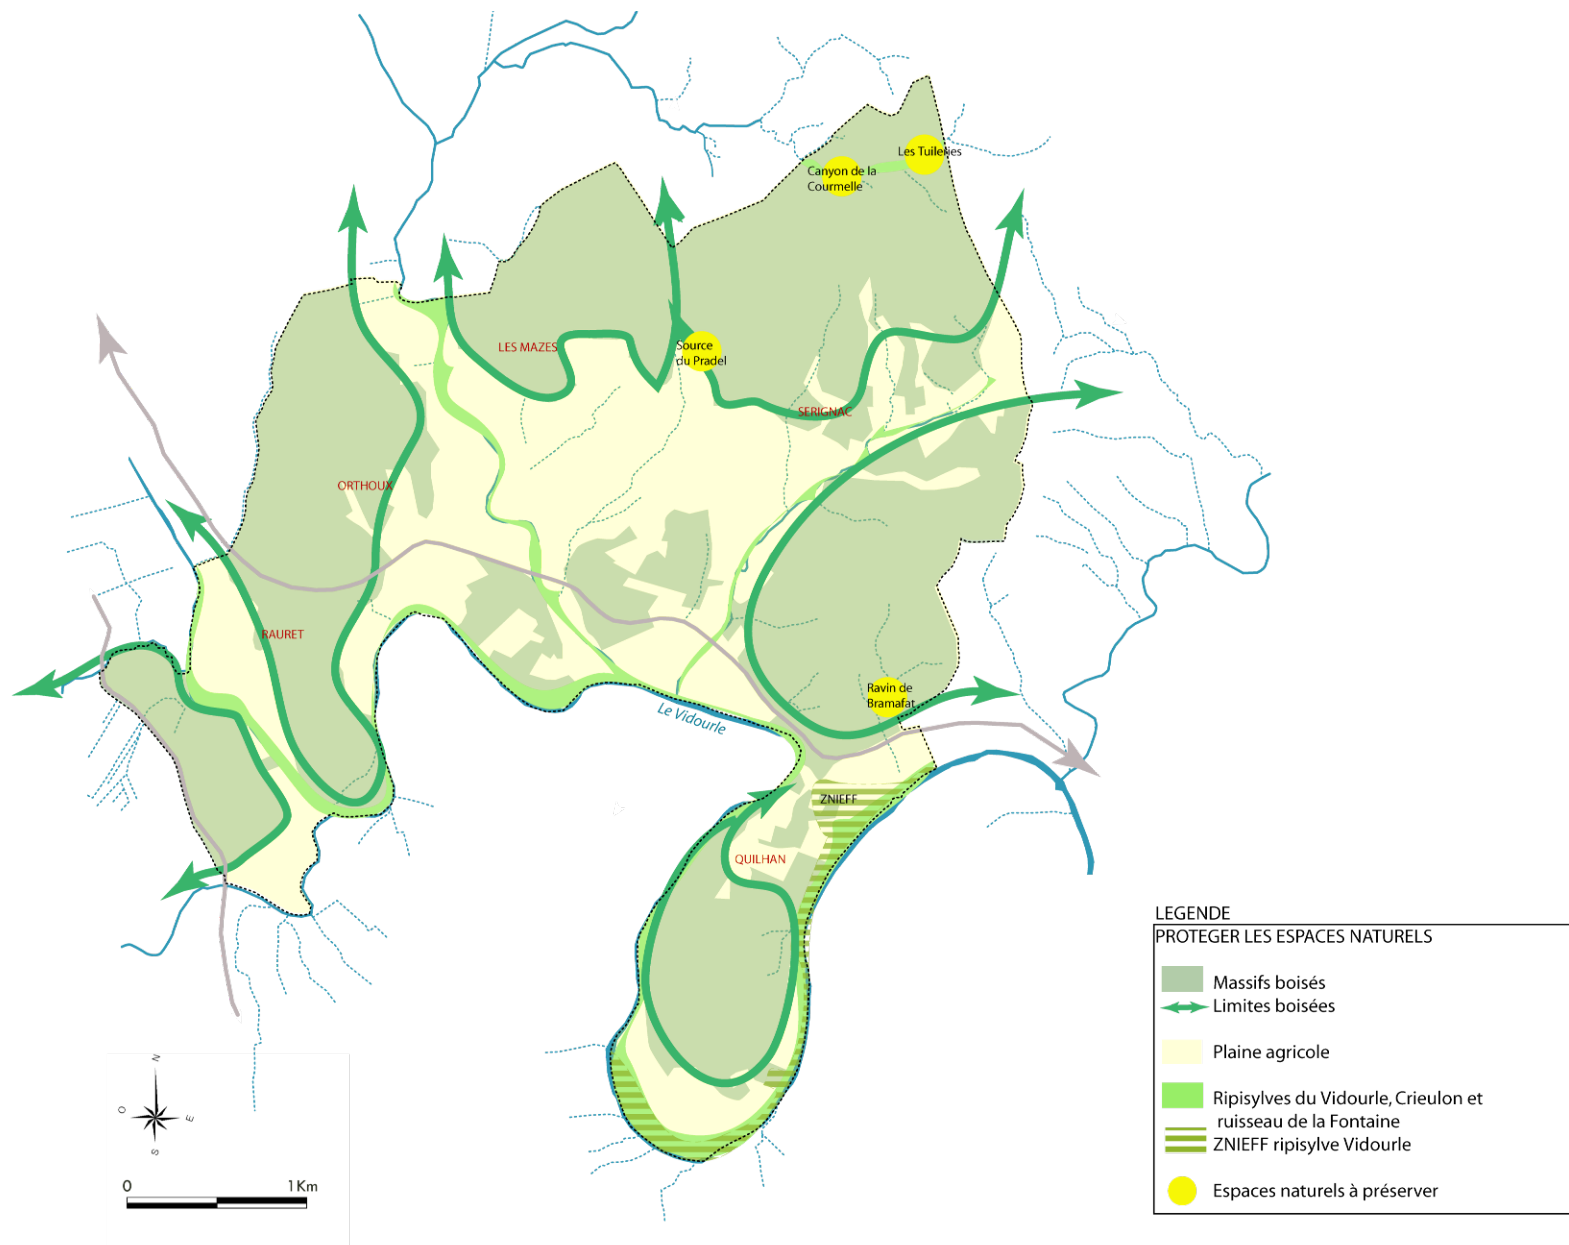 Les Tuileries
Canyon de la
Courmelle
LES MAZES
Source
du Pradel
SERIGNAC
ORTHOUX
RAURET
Ravin de
Bramafat
Le Vidourle
ZNIEFF
QUILHAN
LEGENDE
PROTEGER LES ESPACES NATURELS
Massifs boisés
Limites boisées
Plaine agricole
Ripisylves du Vidourle, Crieulon et
ruisseau de la Fontaine
ZNIEFF ripisylve Vidourle
Espaces naturels à préserver
N
O
E
S
0 1 Km